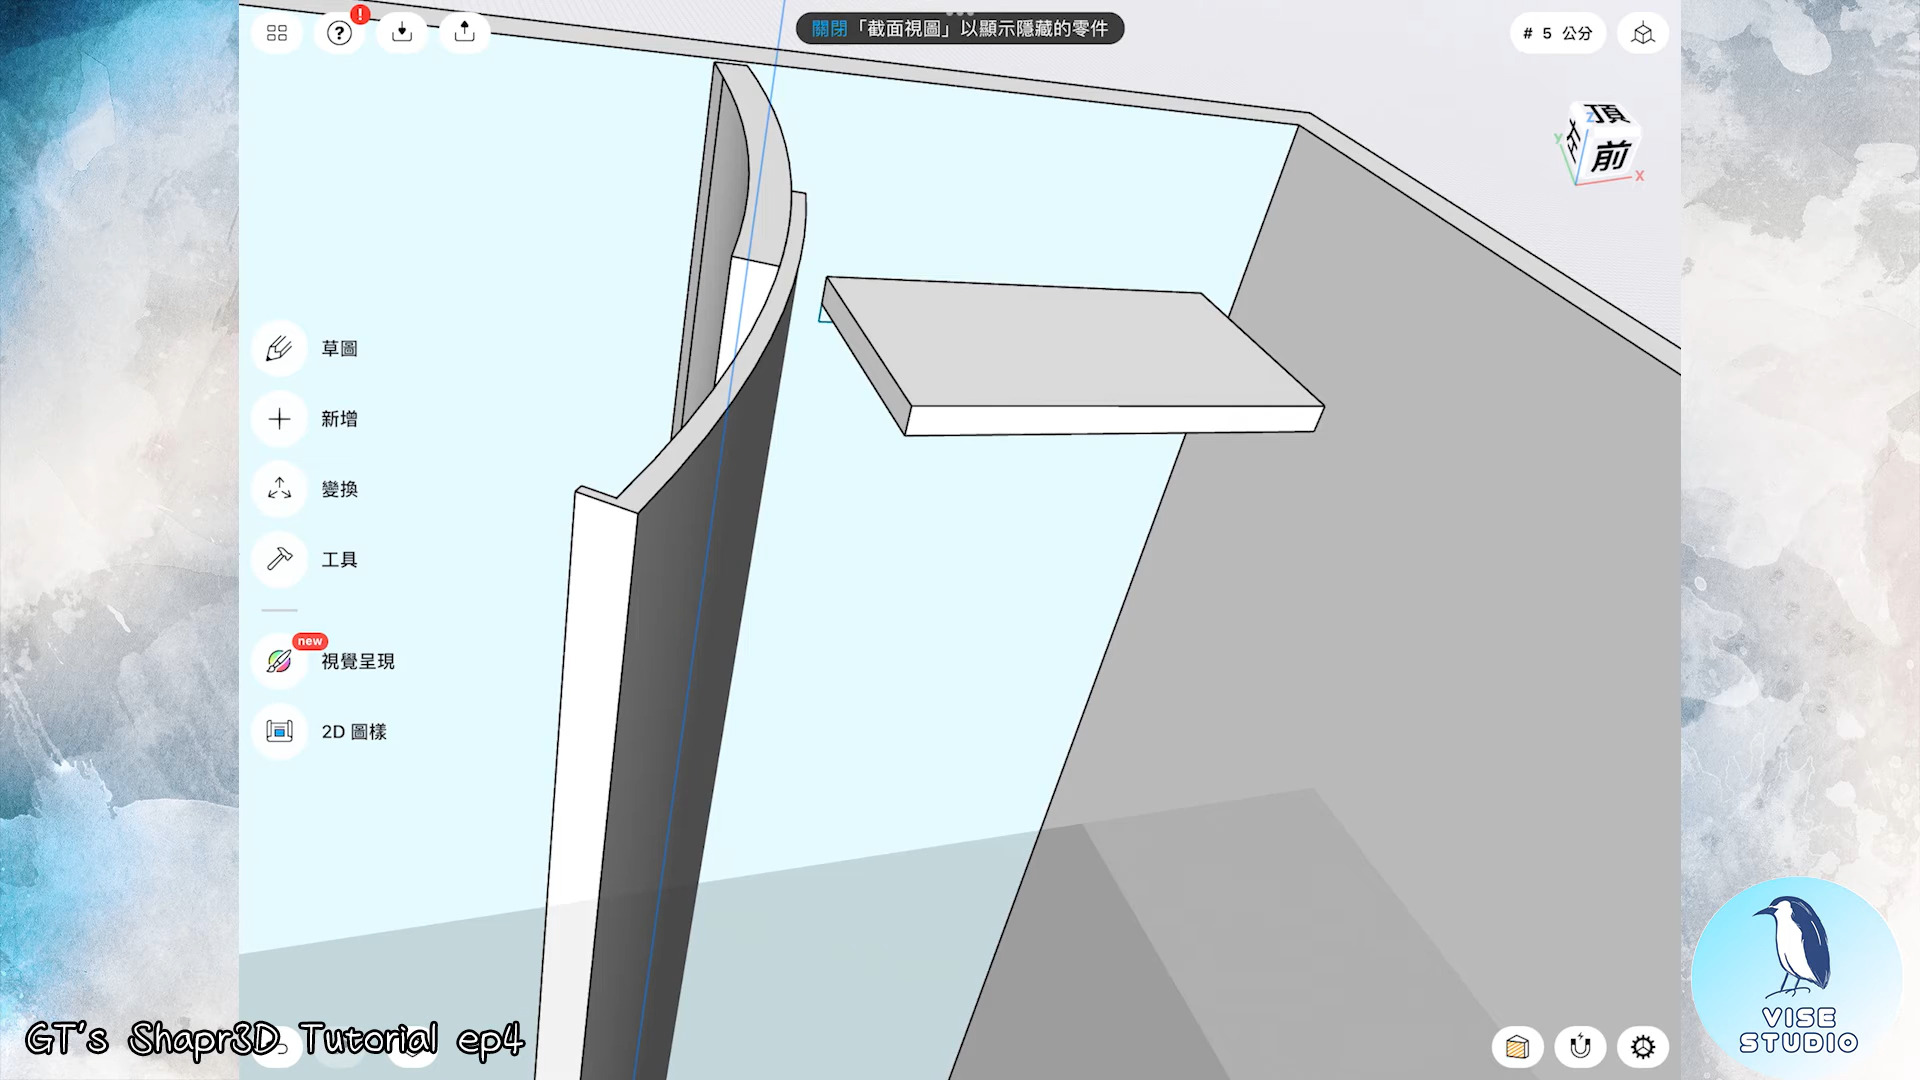 關閉「截面視圖」以顯示隱藏的零件
# 5 公分
?
!
頂
前
右
Z
Y
X
草圖
新增
變換
工具
new
視覺呈現
2D 圖樣
GT's Shapr3D Tutorial ep4
VISE
STUDIO